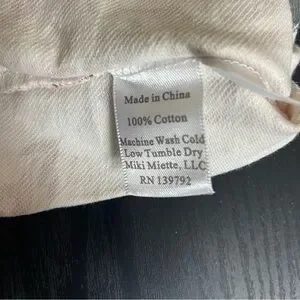 Made in China
100% Cotton
Machine Wash Cold
Low Tumble Dry
Miki Miette, LLC
RN 139792